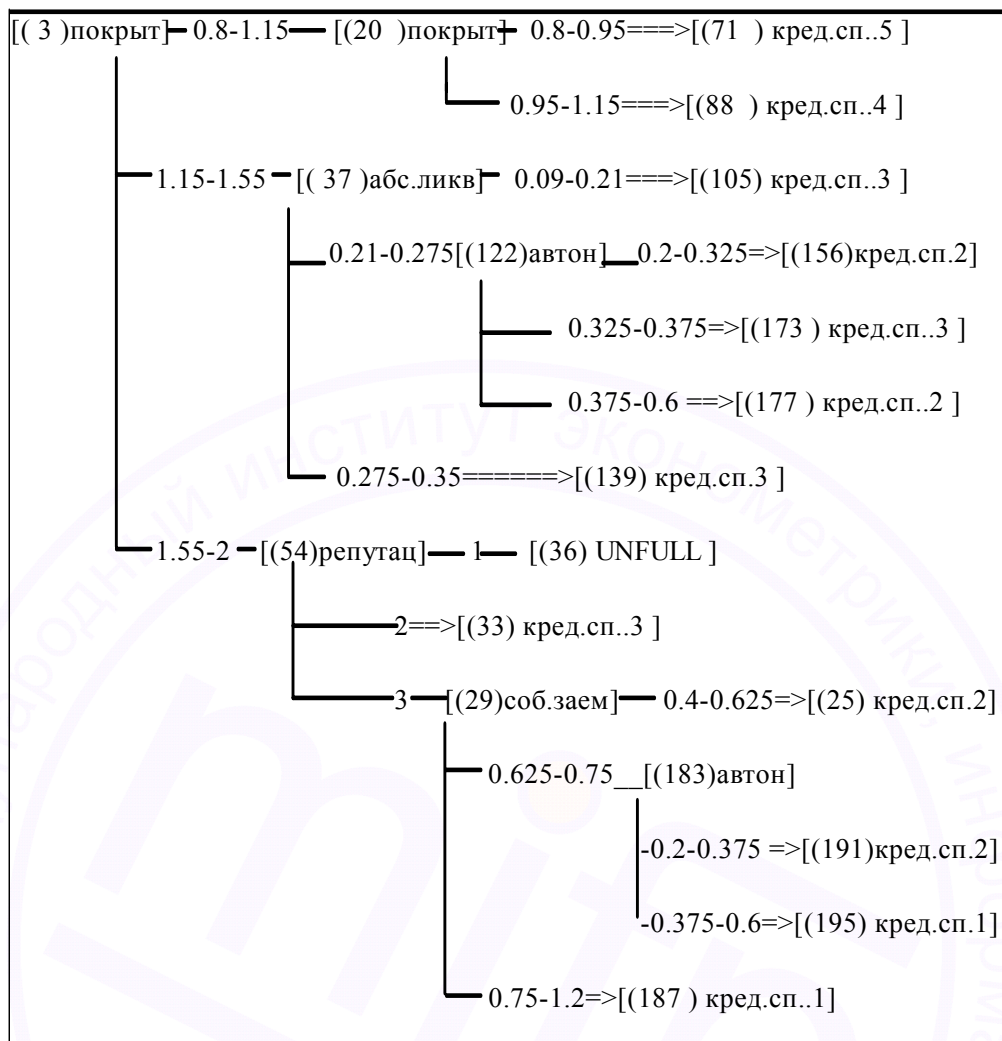 [( 3 )покрыт] 0.8-1.15 [(20 )покрыт] 0.8-0.95===>[(71 ) кред.сп..5 ]
0.95-1.15===>[(88 ) кред.сп..4 ]
1.15-1.55 [( 37 )абс.ликв] 0.09-0.21===>[(105) кред.сп..3 ]
0.21-0.275[(122)автон] 0.2-0.325=>[(156)кред.сп.2]
0.325-0.375=>[(173 ) кред.сп..3 ]
0.375-0.6 ==>[(177 ) кред.сп..2 ]
0.275-0.35======>[(139) кред.сп.3 ]
1.55-2 [(54)репутац] 1 [(36) UNFULL ]
2==>[(33) кред.сп..3 ]
3 [(29)соб.заем] 0.4-0.625=>[(25) кред.сп.2]
0.625-0.75__[(183)автон]
-0.2-0.375 =>[(191)кред.сп.2]
-0.375-0.6=>[(195) кред.сп.1]
0.75-1.2=>[(187 ) кред.сп..1]
институт эконометрики,